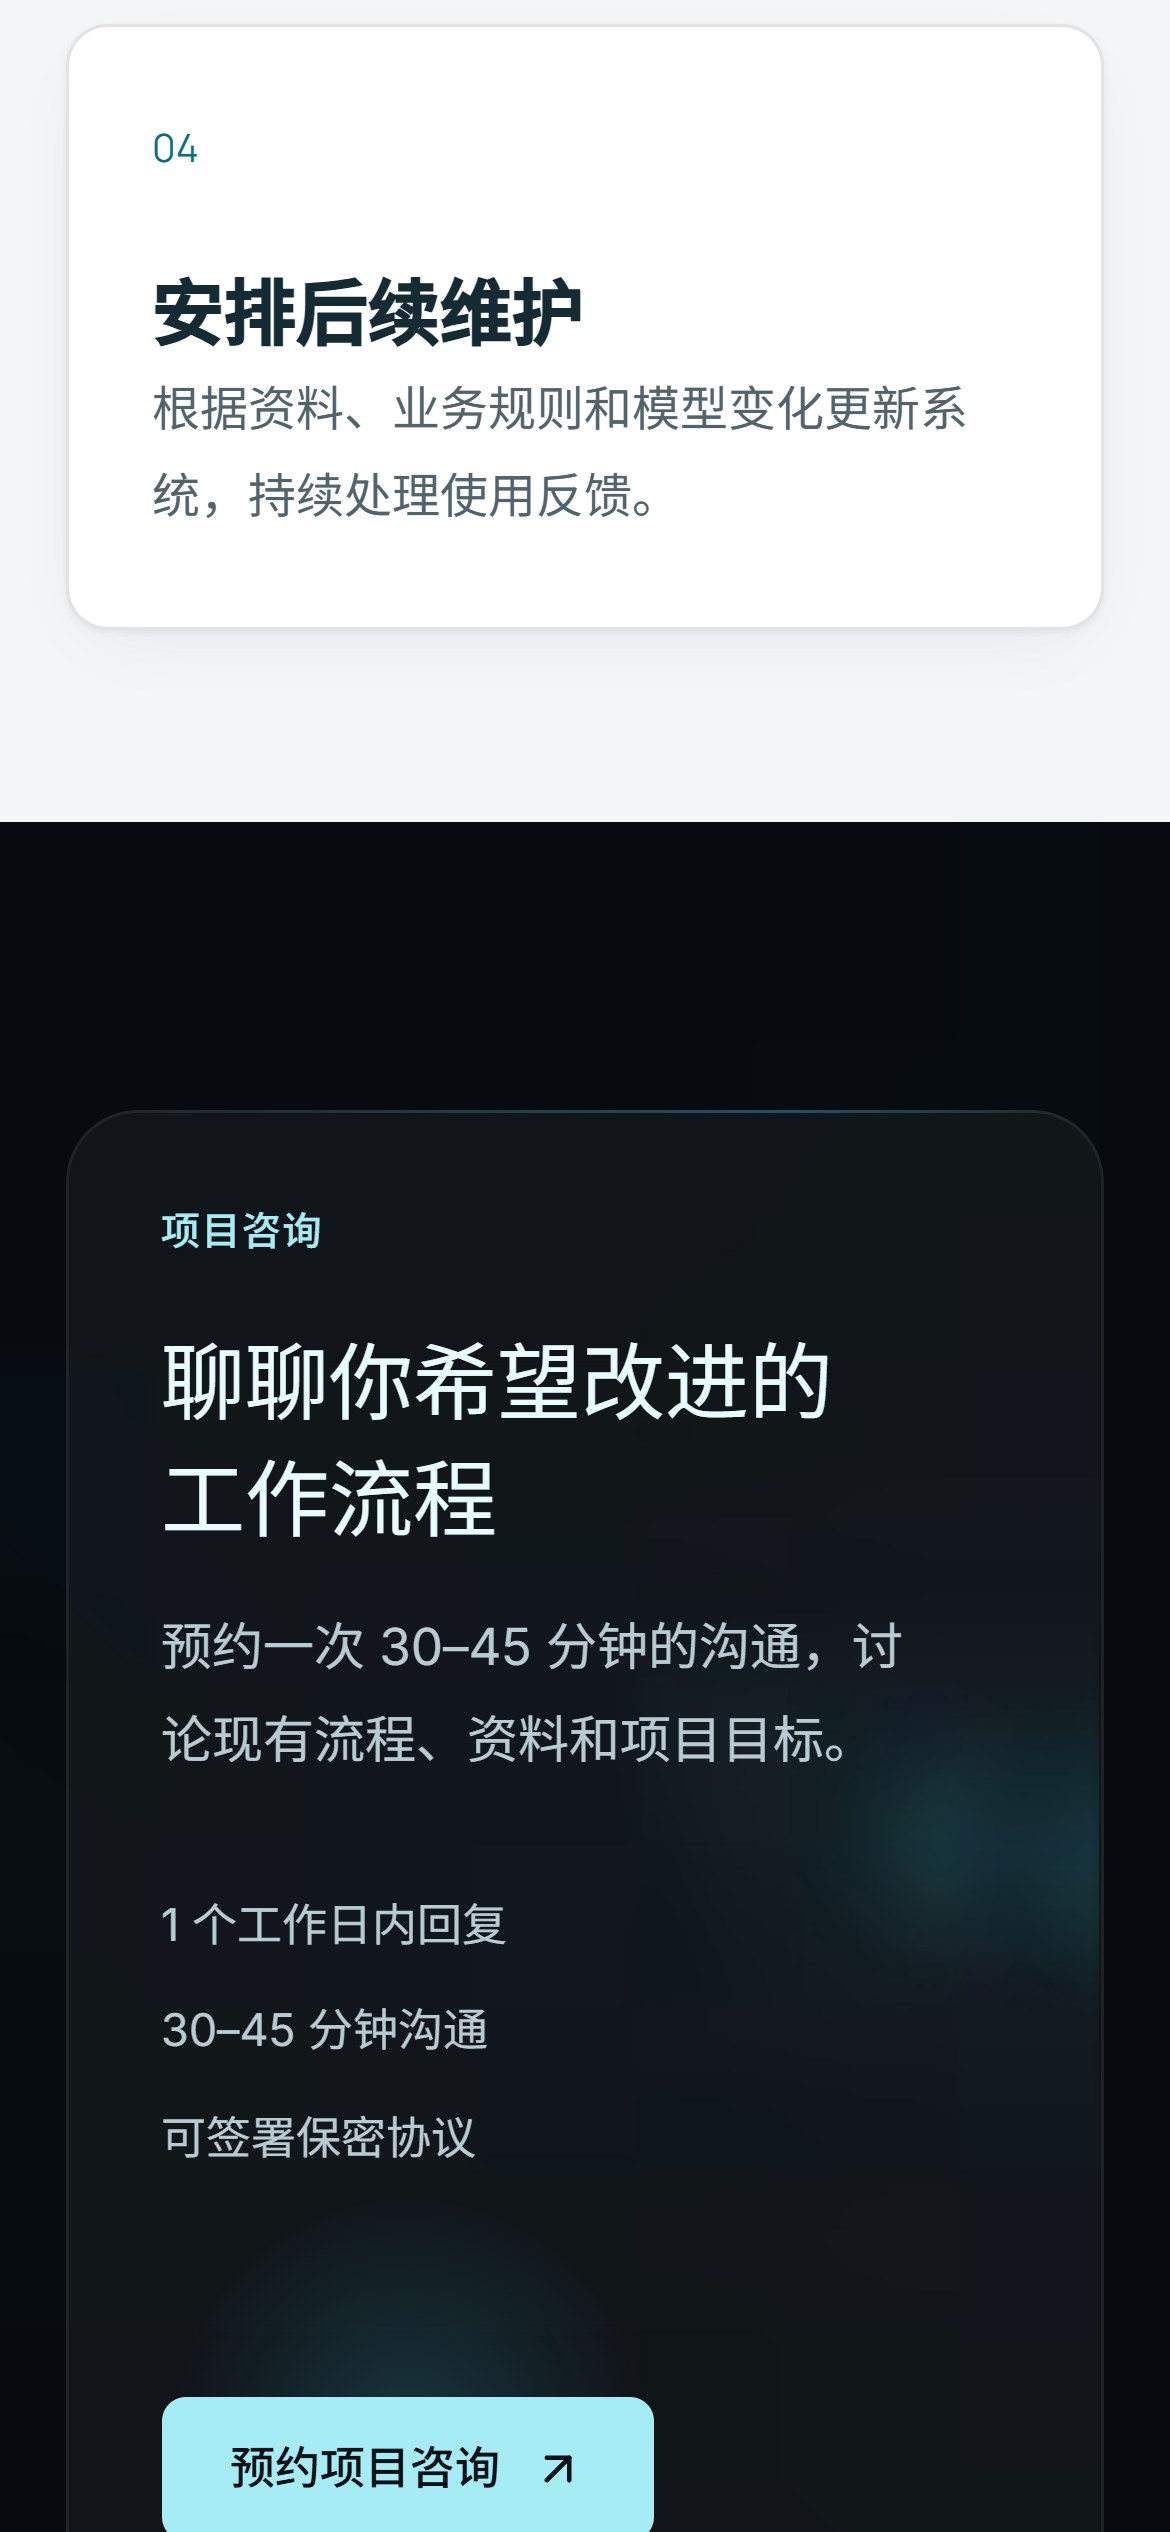 04
安排后续维护
根据资料、业务规则和模型变化更新系
统，持续处理使用反馈。
项目咨询
聊聊你希望改进的
工作流程
预约一次 30–45 分钟的沟通，讨
论现有流程、资料和项目目标。
1 个工作日内回复
30–45 分钟沟通
可签署保密协议
预约项目咨询